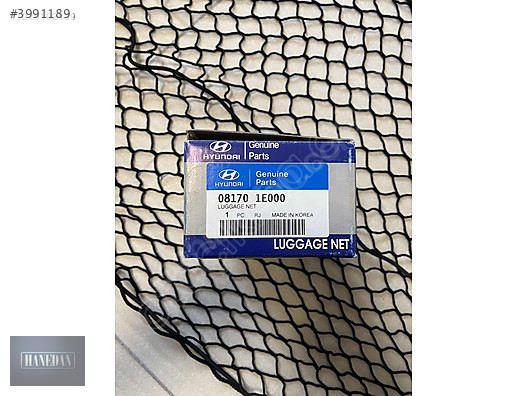 #3991189
HYUNDAI
Genuine
Parts
HYUNDAI
Genuine
Parts
08170 1E000
LUGGAGE NET
1 PC RJ MADE IN KOREA
LUGGAGE NET
HANEDAN